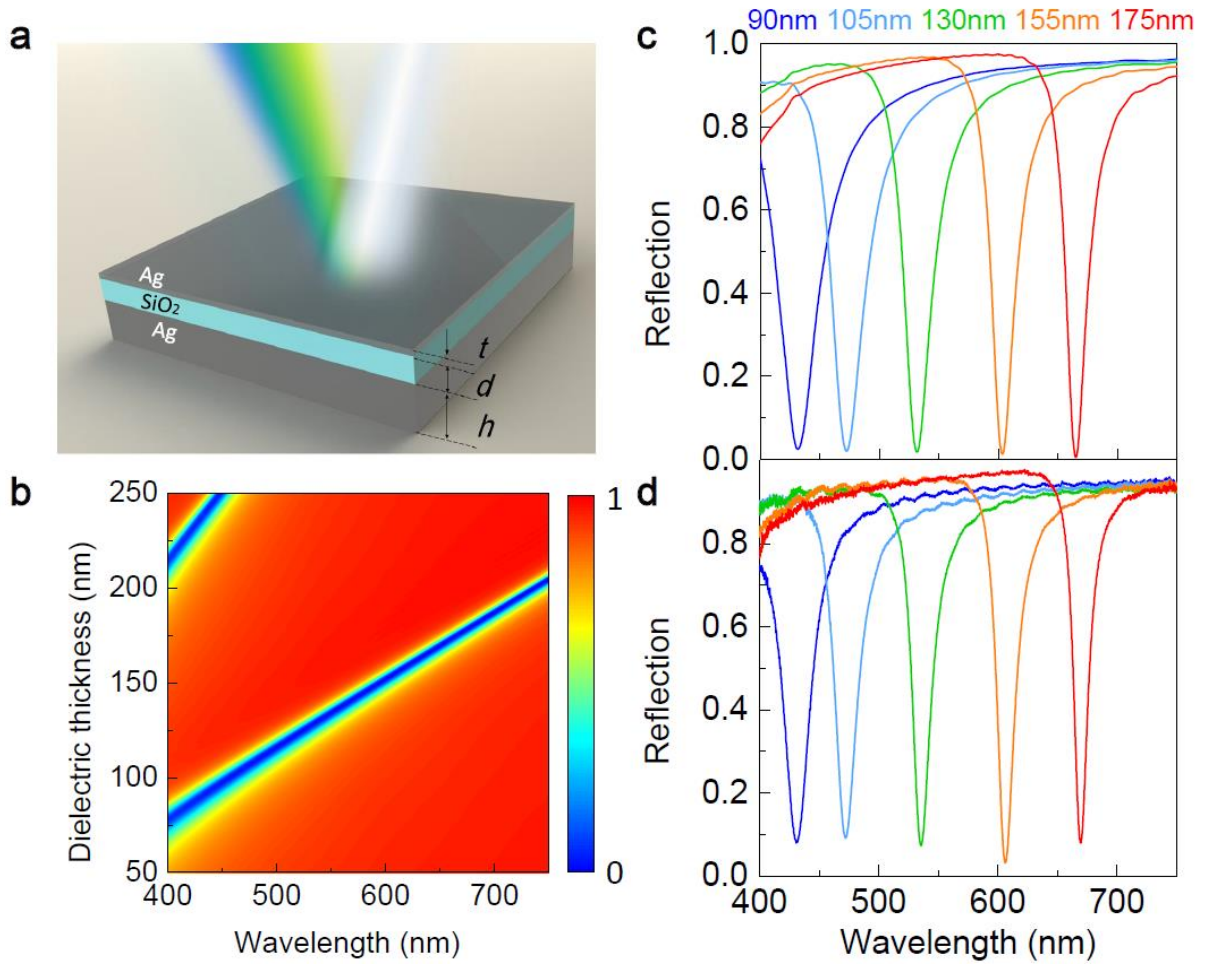 a
Ag
SiO₂
Ag
t
d
h
b
250
200
150
100
50
Dielectric thickness (nm)
400 500 600 700
Wavelength (nm)
1
0
c
90nm 105nm 130nm 155nm 175nm
1.0
0.8
0.6
0.4
0.2
0.0
Reflection
d
0.8
0.6
0.4
0.2
0.0
Reflection
400 500 600 700
Wavelength (nm)